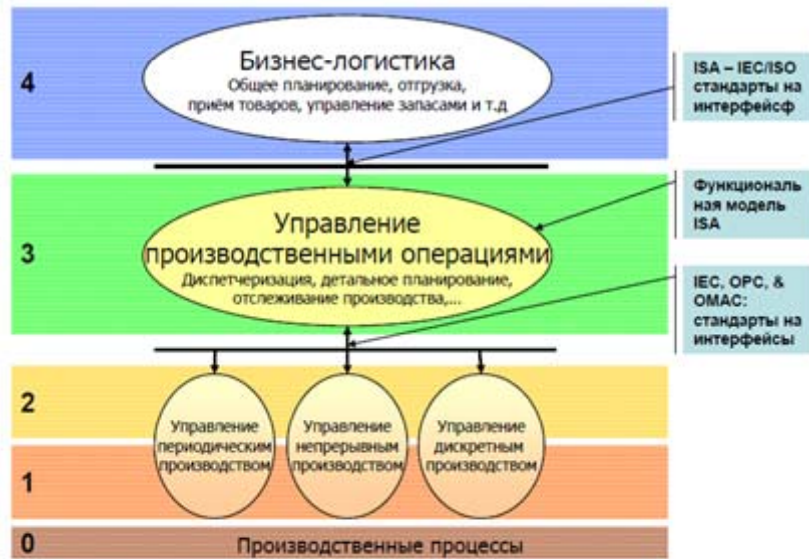 4
Бизнес-логистика
Общее планирование, отгрузка,
приём товаров, управление запасами и т.д
ISA – IEC/ISO
стандарты на
интерфейсф
3
Управление
производственными операциями
Диспетчеризация, детальное планирование,
отслеживание производства,...
Функциональ
ная модель
ISA
IEC, OPC, &
OMAC:
стандарты на
интерфейсы
2
1
Управление
периодическим
производством
Управление
непрерывным
производством
Управление
дискретным
производством
0
Производственные процессы